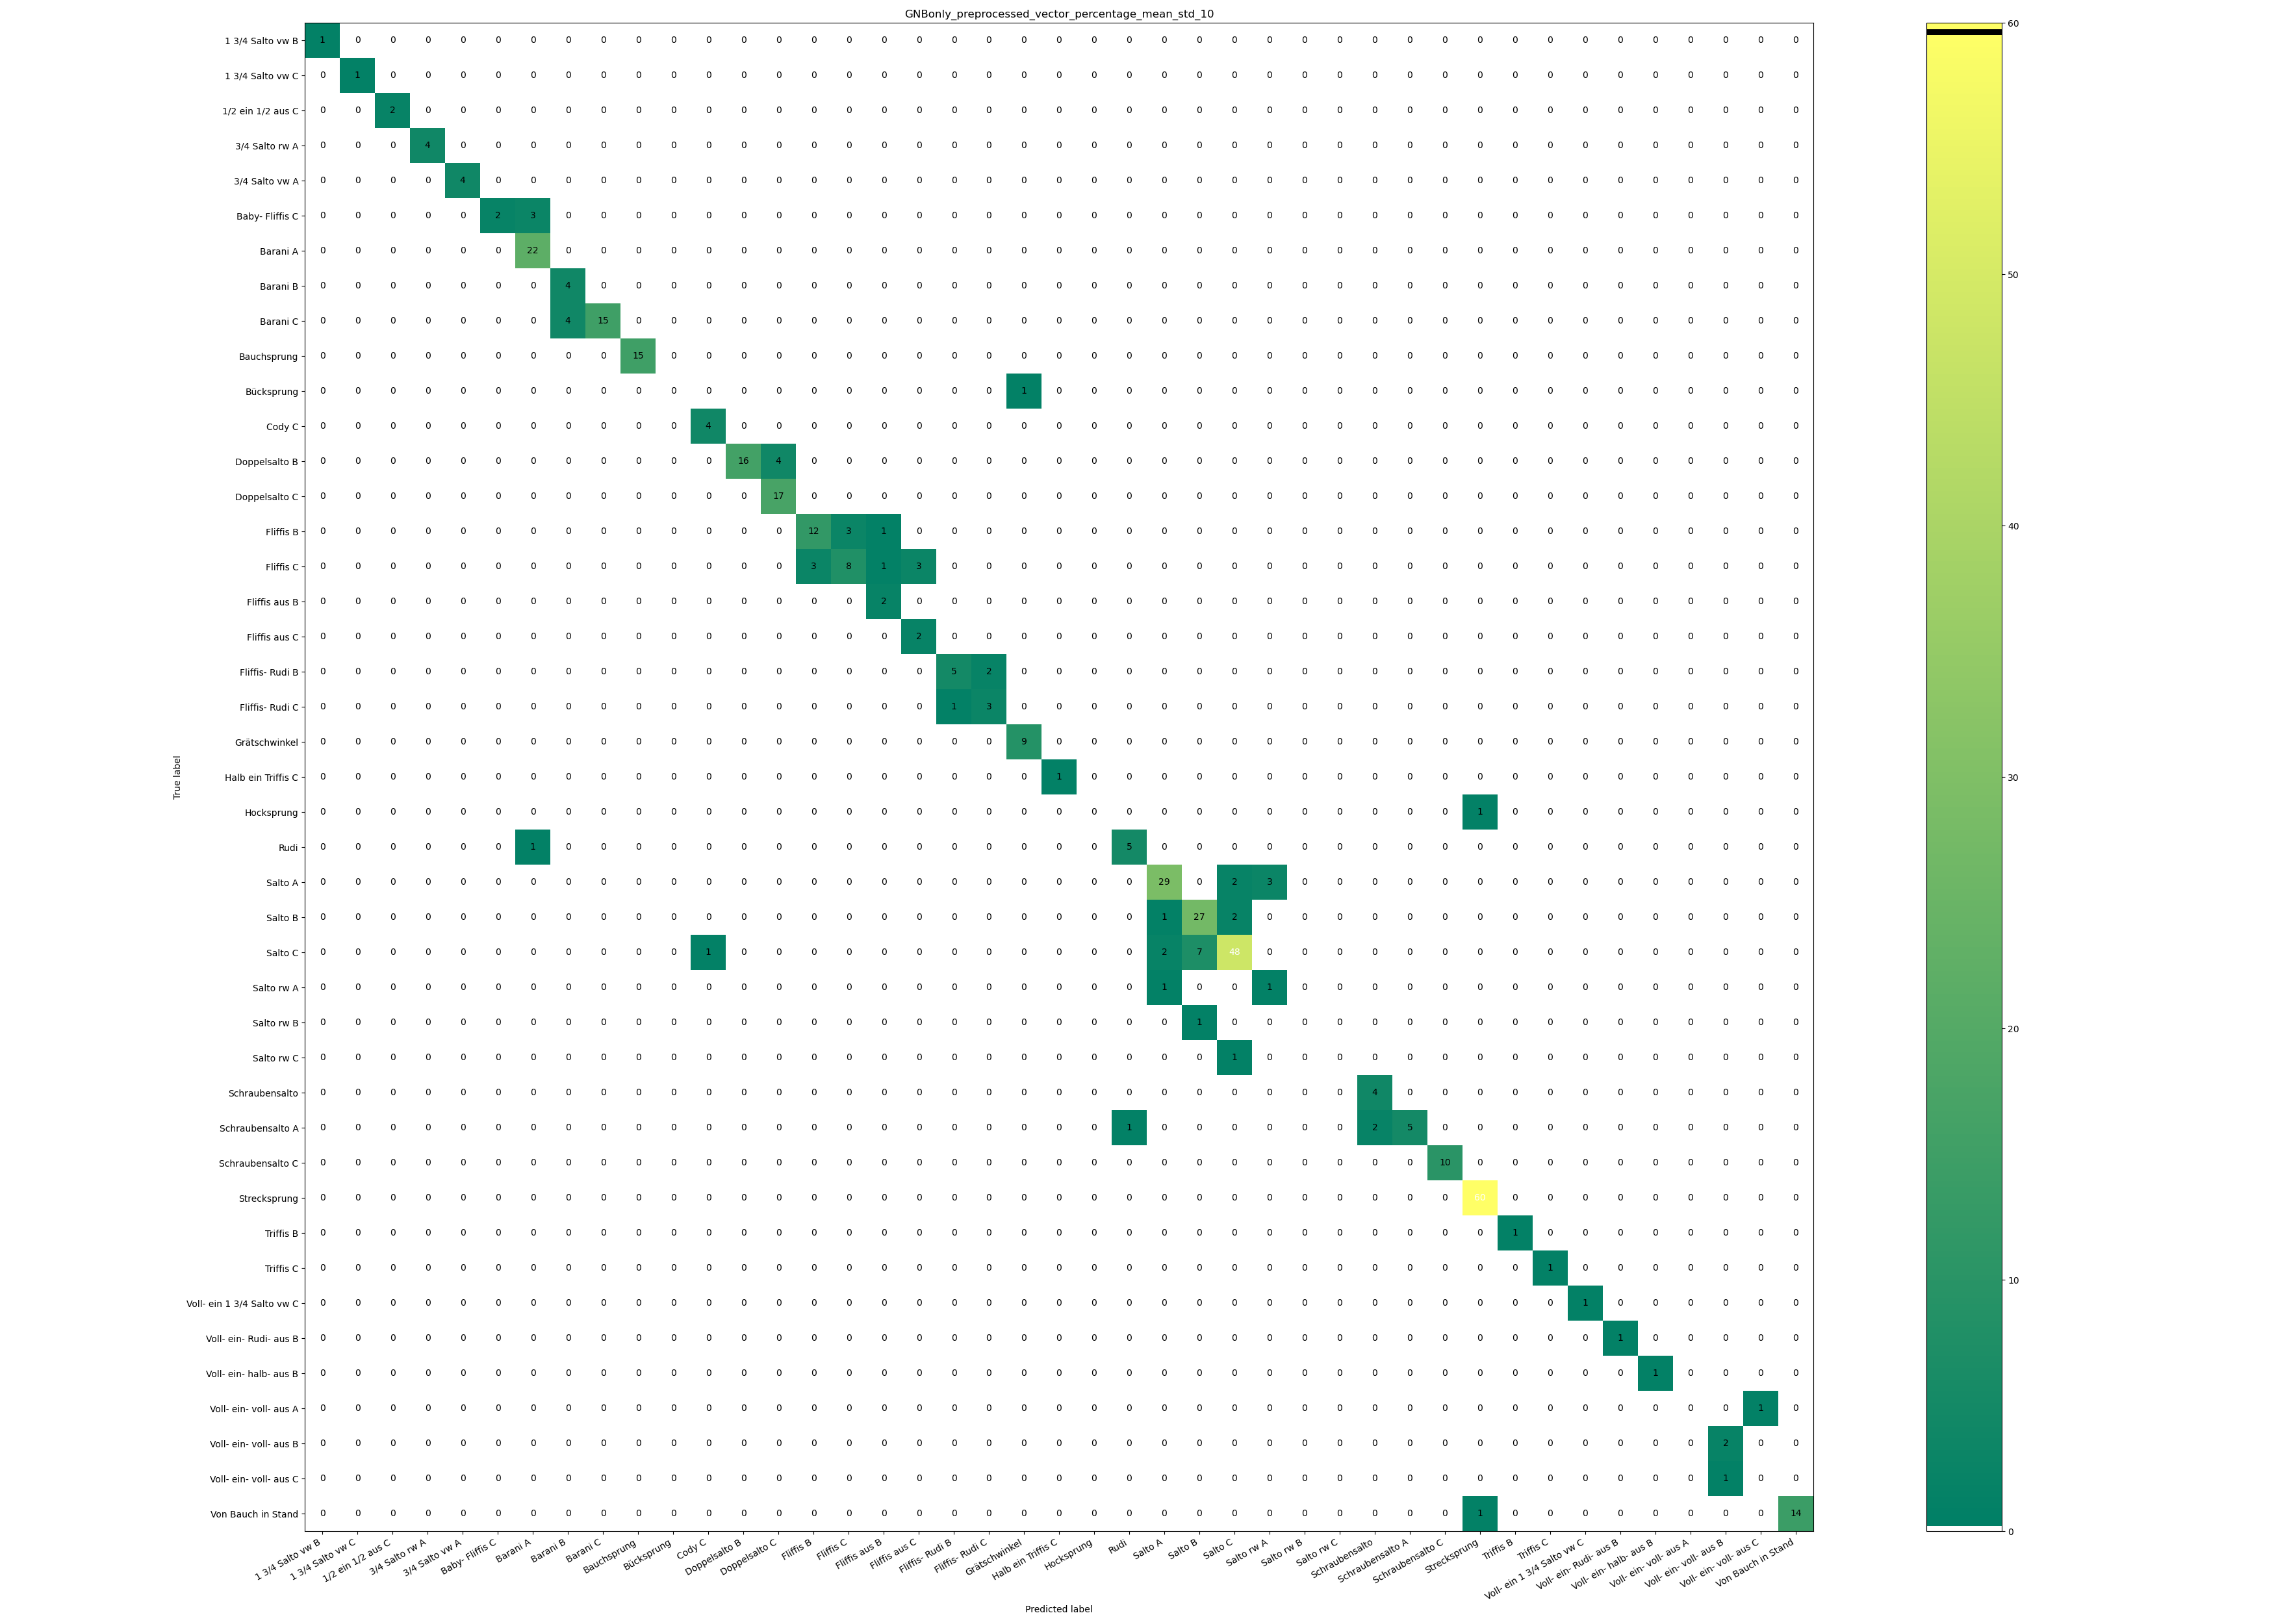 GNBonly_preprocessed_vector_percentage_mean_std_10
1 3/4 Salto vw B 1 0 0 0 0 0 0 0 0 0 0 0 0 0 0 0 0 0 0 0 0 0 0 0 0 0 0 0 0 0 0 0 0 0 0 0 0 0 0 0 0 0 0
1 3/4 Salto vw C 0 1 0 0 0 0 0 0 0 0 0 0 0 0 0 0 0 0 0 0 0 0 0 0 0 0 0 0 0 0 0 0 0 0 0 0 0 0 0 0 0 0 0
1/2 ein 1/2 aus C 0 0 2 0 0 0 0 0 0 0 0 0 0 0 0 0 0 0 0 0 0 0 0 0 0 0 0 0 0 0 0 0 0 0 0 0 0 0 0 0 0 0 0
3/4 Salto rw A 0 0 0 4 0 0 0 0 0 0 0 0 0 0 0 0 0 0 0 0 0 0 0 0 0 0 0 0 0 0 0 0 0 0 0 0 0 0 0 0 0 0 0
3/4 Salto vw A 0 0 0 0 4 0 0 0 0 0 0 0 0 0 0 0 0 0 0 0 0 0 0 0 0 0 0 0 0 0 0 0 0 0 0 0 0 0 0 0 0 0 0
Baby- Fliffis C 0 0 0 0 0 2 3 0 0 0 0 0 0 0 0 0 0 0 0 0 0 0 0 0 0 0 0 0 0 0 0 0 0 0 0 0 0 0 0 0 0 0 0
Barani A 0 0 0 0 0 0 22 0 0 0 0 0 0 0 0 0 0 0 0 0 0 0 0 0 0 0 0 0 0 0 0 0 0 0 0 0 0 0 0 0 0 0 0
Barani B 0 0 0 0 0 0 0 4 0 0 0 0 0 0 0 0 0 0 0 0 0 0 0 0 0 0 0 0 0 0 0 0 0 0 0 0 0 0 0 0 0 0 0
Barani C 0 0 0 0 0 0 0 4 15 0 0 0 0 0 0 0 0 0 0 0 0 0 0 0 0 0 0 0 0 0 0 0 0 0 0 0 0 0 0 0 0 0 0
Bauchsprung 0 0 0 0 0 0 0 0 0 15 0 0 0 0 0 0 0 0 0 0 0 0 0 0 0 0 0 0 0 0 0 0 0 0 0 0 0 0 0 0 0 0 0
Bücksprung 0 0 0 0 0 0 0 0 0 0 0 0 0 0 0 0 0 0 0 0 1 0 0 0 0 0 0 0 0 0 0 0 0 0 0 0 0 0 0 0 0 0 0
Cody C 0 0 0 0 0 0 0 0 0 0 0 4 0 0 0 0 0 0 0 0 0 0 0 0 0 0 0 0 0 0 0 0 0 0 0 0 0 0 0 0 0 0 0
Doppelsalto B 0 0 0 0 0 0 0 0 0 0 0 0 16 4 0 0 0 0 0 0 0 0 0 0 0 0 0 0 0 0 0 0 0 0 0 0 0 0 0 0 0 0 0
Doppelsalto C 0 0 0 0 0 0 0 0 0 0 0 0 0 17 0 0 0 0 0 0 0 0 0 0 0 0 0 0 0 0 0 0 0 0 0 0 0 0 0 0 0 0 0
Fliffis B 0 0 0 0 0 0 0 0 0 0 0 0 0 0 12 3 1 0 0 0 0 0 0 0 0 0 0 0 0 0 0 0 0 0 0 0 0 0 0 0 0 0 0
Fliffis C 0 0 0 0 0 0 0 0 0 0 0 0 0 0 3 8 1 3 0 0 0 0 0 0 0 0 0 0 0 0 0 0 0 0 0 0 0 0 0 0 0 0 0
Fliffis aus B 0 0 0 0 0 0 0 0 0 0 0 0 0 0 0 0 2 0 0 0 0 0 0 0 0 0 0 0 0 0 0 0 0 0 0 0 0 0 0 0 0 0 0
Fliffis aus C 0 0 0 0 0 0 0 0 0 0 0 0 0 0 0 0 0 2 0 0 0 0 0 0 0 0 0 0 0 0 0 0 0 0 0 0 0 0 0 0 0 0 0
Fliffis- Rudi B 0 0 0 0 0 0 0 0 0 0 0 0 0 0 0 0 0 0 5 2 0 0 0 0 0 0 0 0 0 0 0 0 0 0 0 0 0 0 0 0 0 0 0
Fliffis- Rudi C 0 0 0 0 0 0 0 0 0 0 0 0 0 0 0 0 0 0 1 3 0 0 0 0 0 0 0 0 0 0 0 0 0 0 0 0 0 0 0 0 0 0 0
Grätschwinkel 0 0 0 0 0 0 0 0 0 0 0 0 0 0 0 0 0 0 0 0 9 0 0 0 0 0 0 0 0 0 0 0 0 0 0 0 0 0 0 0 0 0 0
Halb ein Triffis C 0 0 0 0 0 0 0 0 0 0 0 0 0 0 0 0 0 0 0 0 0 1 0 0 0 0 0 0 0 0 0 0 0 0 0 0 0 0 0 0 0 0 0
Hocksprung 0 0 0 0 0 0 0 0 0 0 0 0 0 0 0 0 0 0 0 0 0 0 0 0 0 0 0 0 0 0 0 0 0 1 0 0 0 0 0 0 0 0 0
Rudi 0 0 0 0 0 0 1 0 0 0 0 0 0 0 0 0 0 0 0 0 0 0 0 5 0 0 0 0 0 0 0 0 0 0 0 0 0 0 0 0 0 0 0
Salto A 0 0 0 0 0 0 0 0 0 0 0 0 0 0 0 0 0 0 0 0 0 0 0 0 29 0 2 3 0 0 0 0 0 0 0 0 0 0 0 0 0 0 0
Salto B 0 0 0 0 0 0 0 0 0 0 0 0 0 0 0 0 0 0 0 0 0 0 0 0 1 27 2 0 0 0 0 0 0 0 0 0 0 0 0 0 0 0 0
Salto C 0 0 0 0 0 0 0 0 0 0 0 1 0 0 0 0 0 0 0 0 0 0 0 0 2 7 48 0 0 0 0 0 0 0 0 0 0 0 0 0 0 0 0
Salto rw A 0 0 0 0 0 0 0 0 0 0 0 0 0 0 0 0 0 0 0 0 0 0 0 0 1 0 0 1 0 0 0 0 0 0 0 0 0 0 0 0 0 0 0
Salto rw B 0 0 0 0 0 0 0 0 0 0 0 0 0 0 0 0 0 0 0 0 0 0 0 0 0 1 0 0 0 0 0 0 0 0 0 0 0 0 0 0 0 0 0
Salto rw C 0 0 0 0 0 0 0 0 0 0 0 0 0 0 0 0 0 0 0 0 0 0 0 0 0 0 1 0 0 0 0 0 0 0 0 0 0 0 0 0 0 0 0
Schraubensalto 0 0 0 0 0 0 0 0 0 0 0 0 0 0 0 0 0 0 0 0 0 0 0 0 0 0 0 0 0 0 4 0 0 0 0 0 0 0 0 0 0 0 0
Schraubensalto A 0 0 0 0 0 0 0 0 0 0 0 0 0 0 0 0 0 0 0 0 0 0 0 1 0 0 0 0 0 0 2 5 0 0 0 0 0 0 0 0 0 0 0
Schraubensalto C 0 0 0 0 0 0 0 0 0 0 0 0 0 0 0 0 0 0 0 0 0 0 0 0 0 0 0 0 0 0 0 0 10 0 0 0 0 0 0 0 0 0 0
Strecksprung 0 0 0 0 0 0 0 0 0 0 0 0 0 0 0 0 0 0 0 0 0 0 0 0 0 0 0 0 0 0 0 0 0 60 0 0 0 0 0 0 0 0 0
Triffis B 0 0 0 0 0 0 0 0 0 0 0 0 0 0 0 0 0 0 0 0 0 0 0 0 0 0 0 0 0 0 0 0 0 0 1 0 0 0 0 0 0 0 0
Triffis C 0 0 0 0 0 0 0 0 0 0 0 0 0 0 0 0 0 0 0 0 0 0 0 0 0 0 0 0 0 0 0 0 0 0 0 1 0 0 0 0 0 0 0
Voll- ein 1 3/4 Salto vw C 0 0 0 0 0 0 0 0 0 0 0 0 0 0 0 0 0 0 0 0 0 0 0 0 0 0 0 0 0 0 0 0 0 0 0 0 1 0 0 0 0 0 0
Voll- ein- Rudi- aus B 0 0 0 0 0 0 0 0 0 0 0 0 0 0 0 0 0 0 0 0 0 0 0 0 0 0 0 0 0 0 0 0 0 0 0 0 0 1 0 0 0 0 0
Voll- ein- halb- aus B 0 0 0 0 0 0 0 0 0 0 0 0 0 0 0 0 0 0 0 0 0 0 0 0 0 0 0 0 0 0 0 0 0 0 0 0 0 0 1 0 0 0 0
Voll- ein- voll- aus A 0 0 0 0 0 0 0 0 0 0 0 0 0 0 0 0 0 0 0 0 0 0 0 0 0 0 0 0 0 0 0 0 0 0 0 0 0 0 0 0 0 1 0
Voll- ein- voll- aus B 0 0 0 0 0 0 0 0 0 0 0 0 0 0 0 0 0 0 0 0 0 0 0 0 0 0 0 0 0 0 0 0 0 0 0 0 0 0 0 0 2 0 0
Voll- ein- voll- aus C 0 0 0 0 0 0 0 0 0 0 0 0 0 0 0 0 0 0 0 0 0 0 0 0 0 0 0 0 0 0 0 0 0 0 0 0 0 0 0 0 1 0 0
Von Bauch in Stand 0 0 0 0 0 0 0 0 0 0 0 0 0 0 0 0 0 0 0 0 0 0 0 0 0 0 0 0 0 0 0 0 0 1 0 0 0 0 0 0 0 0 14
True label
1 3/4 Salto vw B
1 3/4 Salto vw C
1/2 ein 1/2 aus C
3/4 Salto rw A
3/4 Salto vw A
Baby- Fliffis C
Barani A
Barani B
Barani C
Bauchsprung
Bücksprung
Cody C
Doppelsalto B
Doppelsalto C
Fliffis B
Fliffis C
Fliffis aus B
Fliffis aus C
Fliffis- Rudi B
Fliffis- Rudi C
Grätschwinkel
Halb ein Triffis C
Hocksprung
Rudi
Salto A
Salto B
Salto C
Salto rw A
Salto rw B
Salto rw C
Schraubensalto
Schraubensalto A
Schraubensalto C
Strecksprung
Triffis B
Triffis C
Voll- ein 1 3/4 Salto vw C
Voll- ein- Rudi- aus B
Voll- ein- halb- aus B
Voll- ein- voll- aus A
Voll- ein- voll- aus B
Voll- ein- voll- aus C
Von Bauch in Stand
Predicted label
60
50
40
30
20
10
0